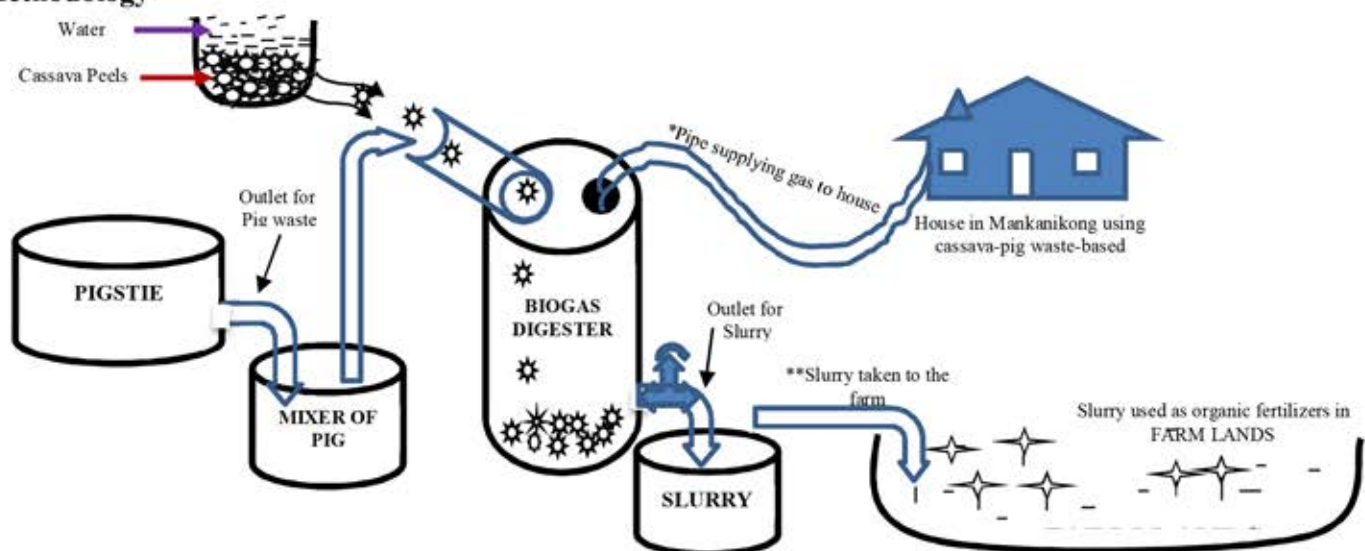 Water
Cassava Peels
*Pipe supplying gas to house
House in Mankanikong using
cassava-pig waste-based
Outlet for
Pig waste
PIGSTIE
MIXER OF
PIG
BIOGAS
DIGESTER
Outlet for
Slurry
SLURRY
**Slurry taken to the
farm
Slurry used as organic fertilizers in
FARM LANDS